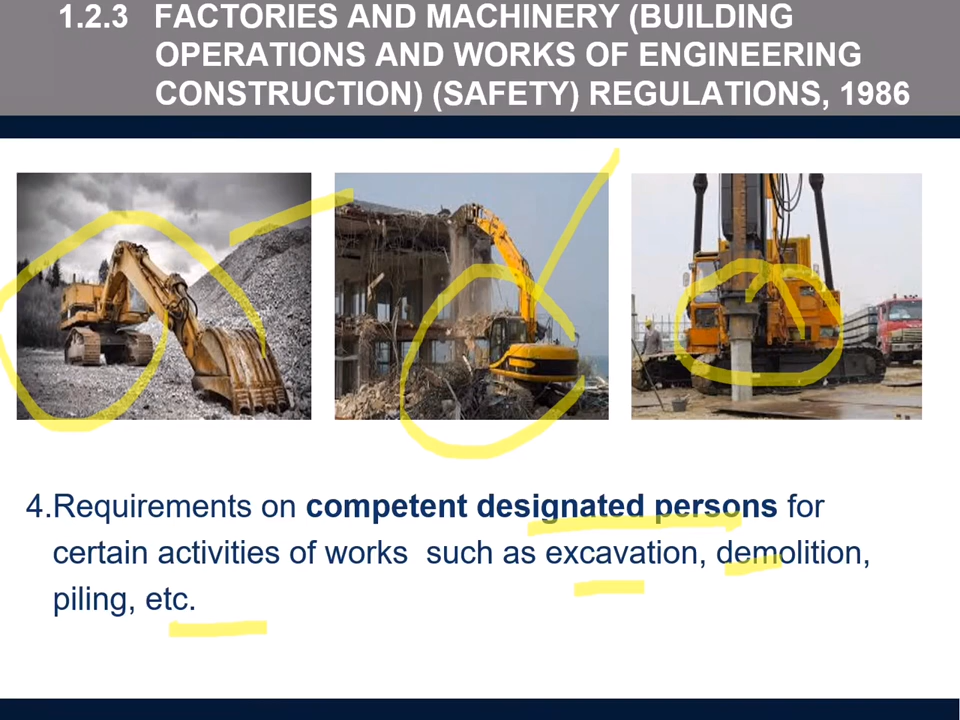 1.2.3 FACTORIES AND MACHINERY (BUILDING
OPERATIONS AND WORKS OF ENGINEERING
CONSTRUCTION) (SAFETY) REGULATIONS, 1986
4.Requirements on competent designated persons for
certain activities of works such as excavation, demolition,
piling, etc.